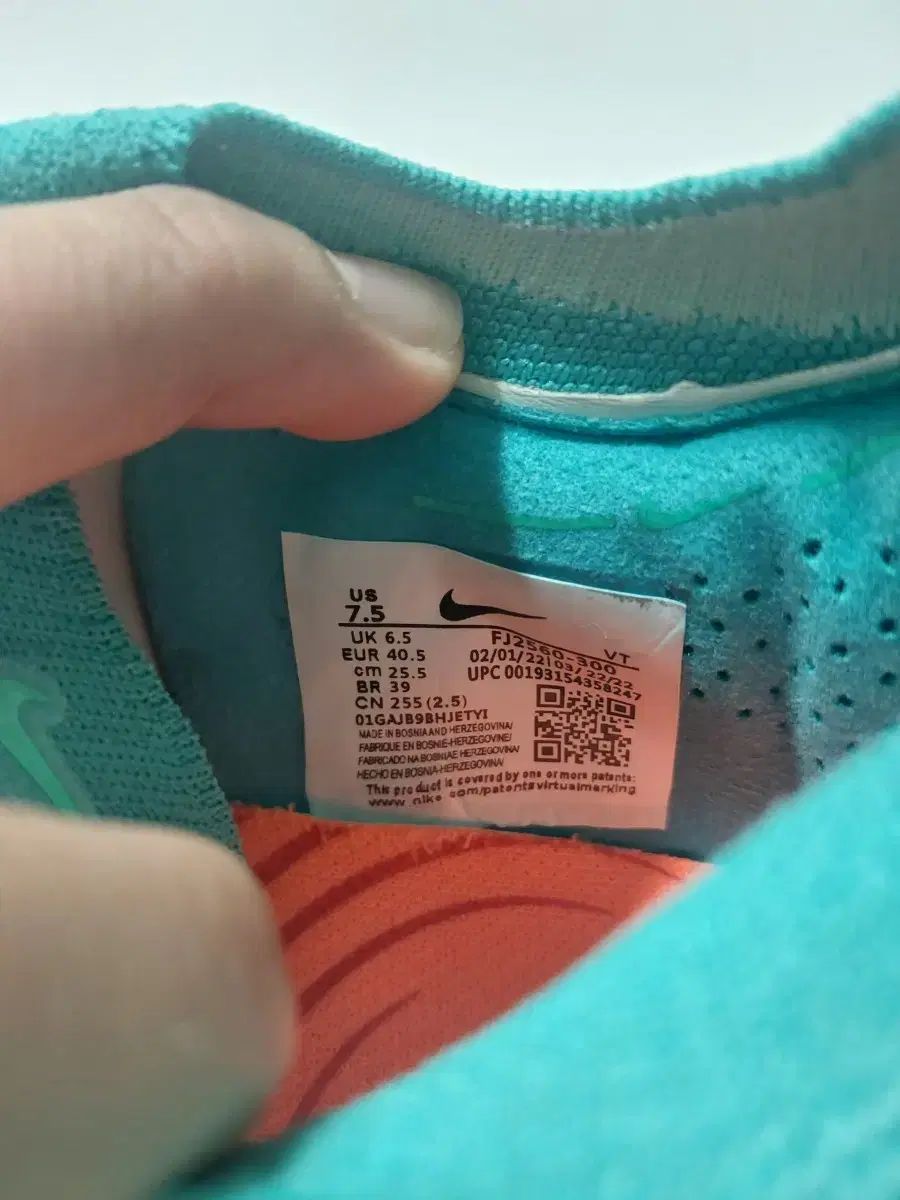 US
7.5
UK 6.5
EUR 40.5
cm 25.5
BR 39
CN 255 (2.5)
01GAJB9BHJETYI
MADE IN BOSNIA AND HERZEGOVINA/
FABRIQUE EN BOSNIE-HERZEGOVINE/
FABRICADO NA BOSNIAE HERZEGOVINA/
HECHO EN BOSNIA-HERZEGOVINA/
FJ2560-300 VT
02/01/22|03/22/22
UPC 00193154358247
This product is covered by one or more patents:
www.nike.com/patentsvirtualmarking